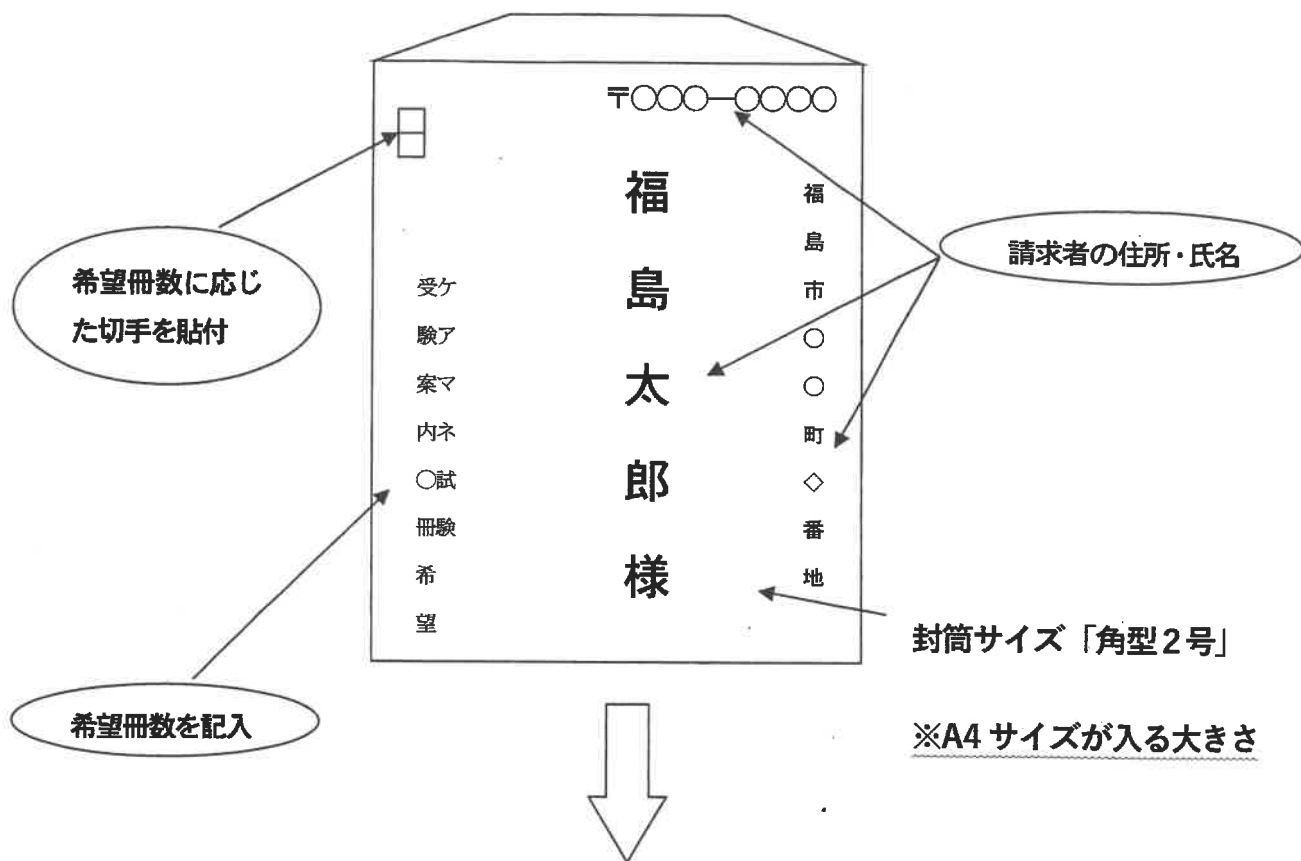 〒○○○―○○○○
福島市○○町◇番地
福島太郎様
ケアマネ試験
受験案内○冊希望
希望冊数に応じ
た切手を貼付
請求者の住所・氏名
希望冊数を記入
封筒サイズ「角型2号」
※A4 サイズが入る大きさ